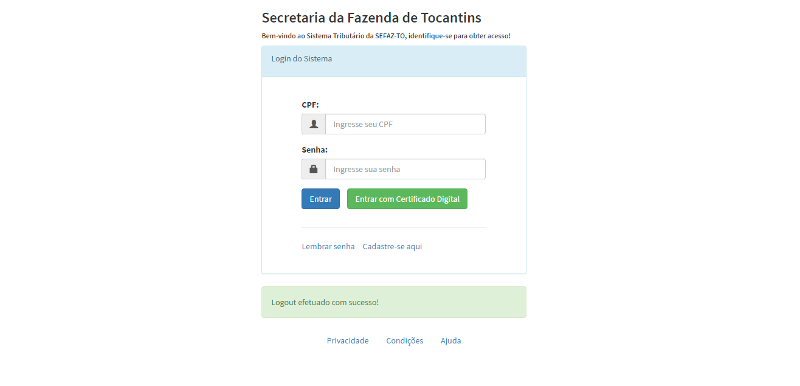 Secretaria da Fazenda de Tocantins
Bem-vindo ao Sistema Tributário da SEFAZ-TO, identifique-se para obter acesso!
Login do Sistema
CPF:
Ingresse seu CPF
Senha:
Ingresse sua senha
Entrar Entrar com Certificado Digital
Lembrar senha Cadastre-se aqui
Logout efetuado com sucesso!
Privacidade Condições Ajuda